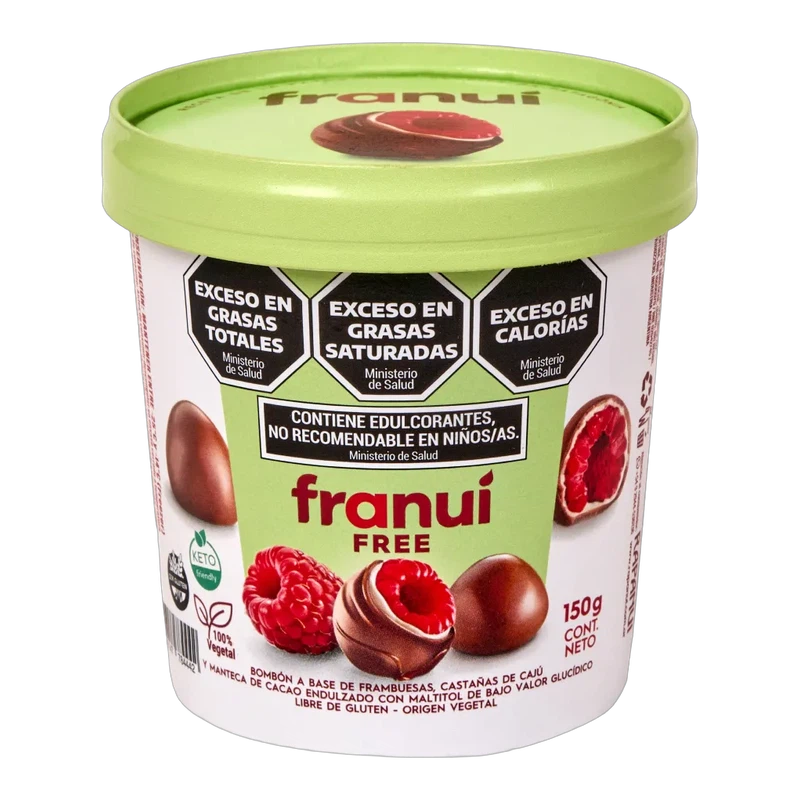 franuí
EXCESO EN
GRASAS
TOTALES
Ministerio
de Salud
EXCESO EN
GRASAS
SATURADAS
Ministerio
de Salud
EXCESO EN
CALORÍAS
Ministerio
de Salud
CONTIENE EDULCORANTES,
NO RECOMENDABLE EN NIÑOS/AS.
Ministerio de Salud
franuí
FREE
KETO
friendly
100%
Vegetal
150g
CONT.
NETO
BOMBÓN A BASE DE FRAMBUESAS, CASTAÑAS DE CAJÚ
Y MANTECA DE CACAO ENDULZADO CON MALTITOL DE BAJO VALOR GLUCÍDICO
LIBRE DE GLUTEN - ORIGEN VEGETAL